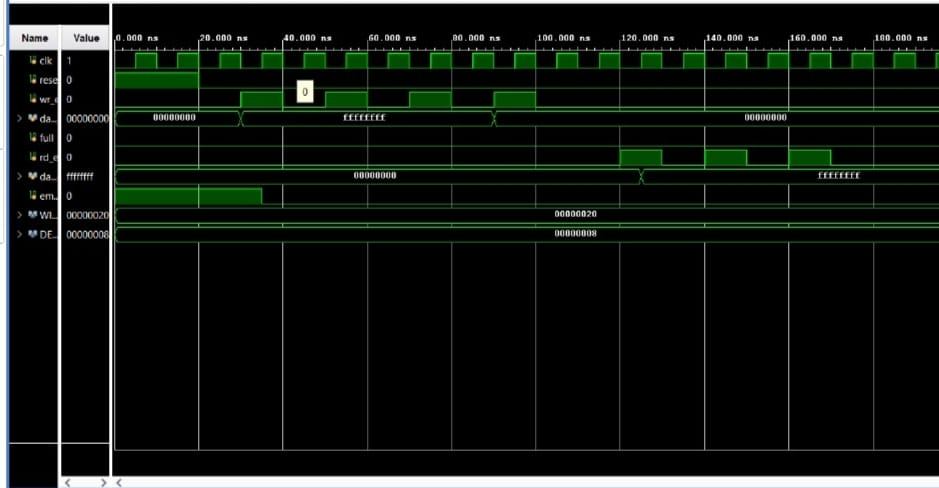 Name Value 0.000 ns 20.000 ns 40.000 ns 60.000 ns 80.000 ns 100.000 ns 120.000 ns 140.000 ns 160.000 ns 180.000 ns
clk 1
rese 0
wr_e 0 0
da... 00000000 00000000 ffffffff 00000000
full 0
rd_e 0
da... ffffffff 00000000 ffffffff
em... 0
WI... 00000020 00000020
DE... 00000008 00000008